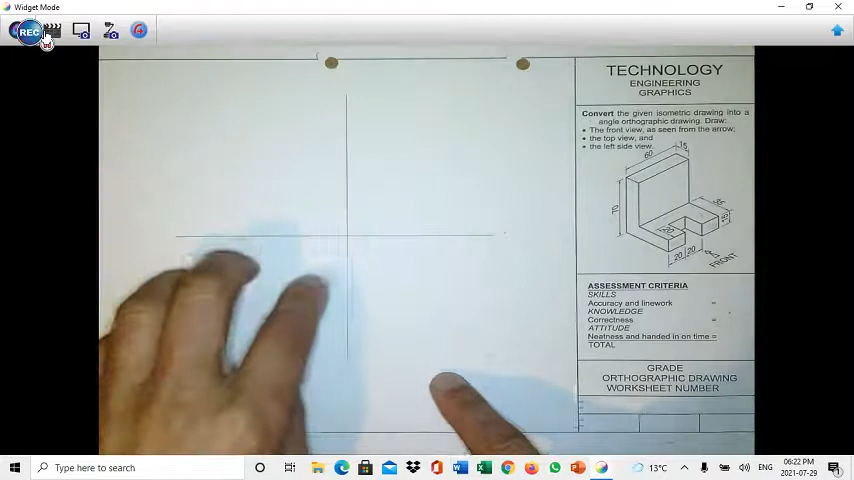 Widget Mode
REC
TECHNOLOGY
ENGINEERING
GRAPHICS
Convert the given isometric drawing into a
angle orthographic drawing. Draw:
• The front view, as seen from the arrow;
• the top view, and
• the left side view.
60
15
70
35
15
20
20 20
FRONT
ASSESSMENT CRITERIA
SKILLS
Accuracy and linework =
KNOWLEDGE
Correctness =
ATTITUDE
Neatness and handed in on time =
TOTAL
GRADE
ORTHOGRAPHIC DRAWING
WORKSHEET NUMBER
Type here to search
13°C
ENG
06:22 PM
2021-07-29
1